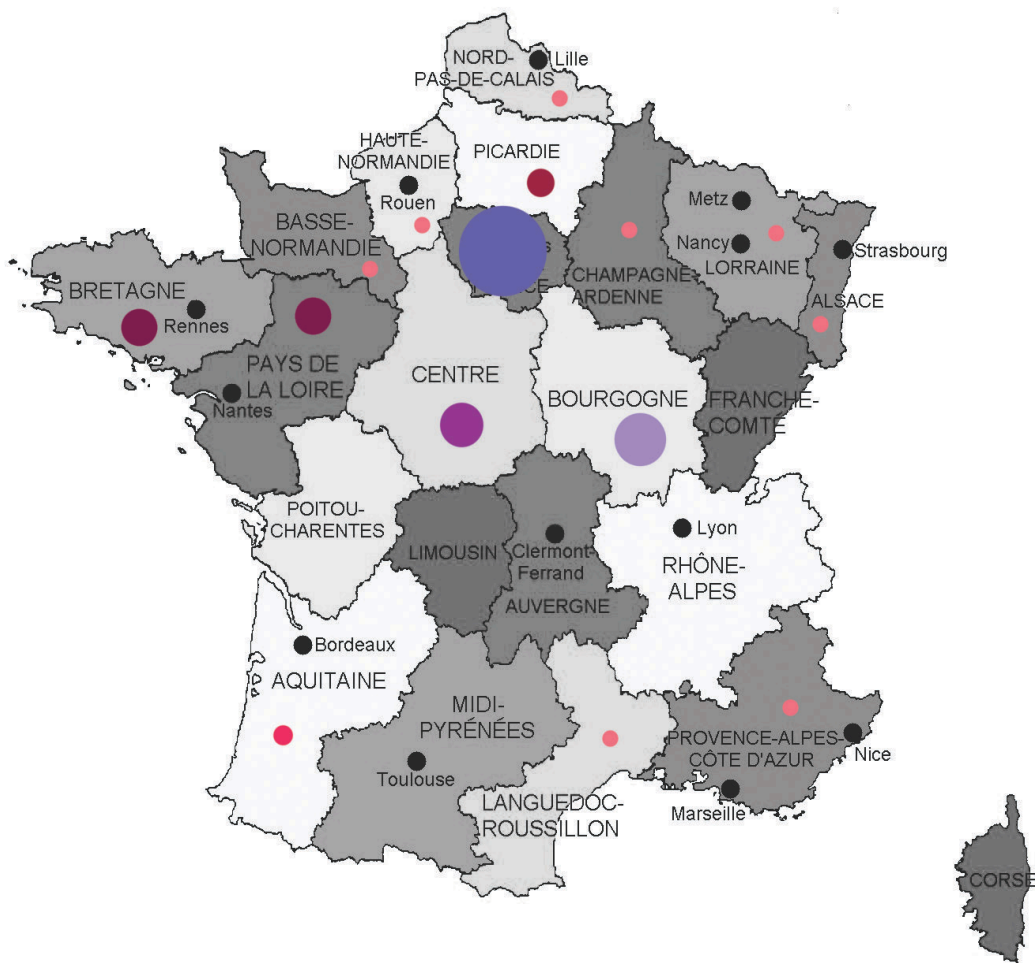 NORD-
PAS-DE-CALAIS
Lille
HAUTE-
NORMANDIE
Rouen
PICARDIE
BASSE-
NORMANDIE
Metz
Nancy
LORRAINE
Strasbourg
CHAMPAGNE-
ARDENNE
ALSACE
BRETAGNE
Rennes
PAYS DE
LA LOIRE
Nantes
CENTRE
BOURGOGNE
FRANCHE-
COMTÉ
POITOU-
CHARENTES
LIMOUSIN
Clermont-
Ferrand
AUVERGNE
Lyon
RHÔNE-
ALPES
Bordeaux
AQUITAINE
MIDI-
PYRÉNÉES
Toulouse
LANGUEDOC-
ROUSSILLON
PROVENCE-ALPES-
CÔTE D'AZUR
Nice
Marseille
CORSE